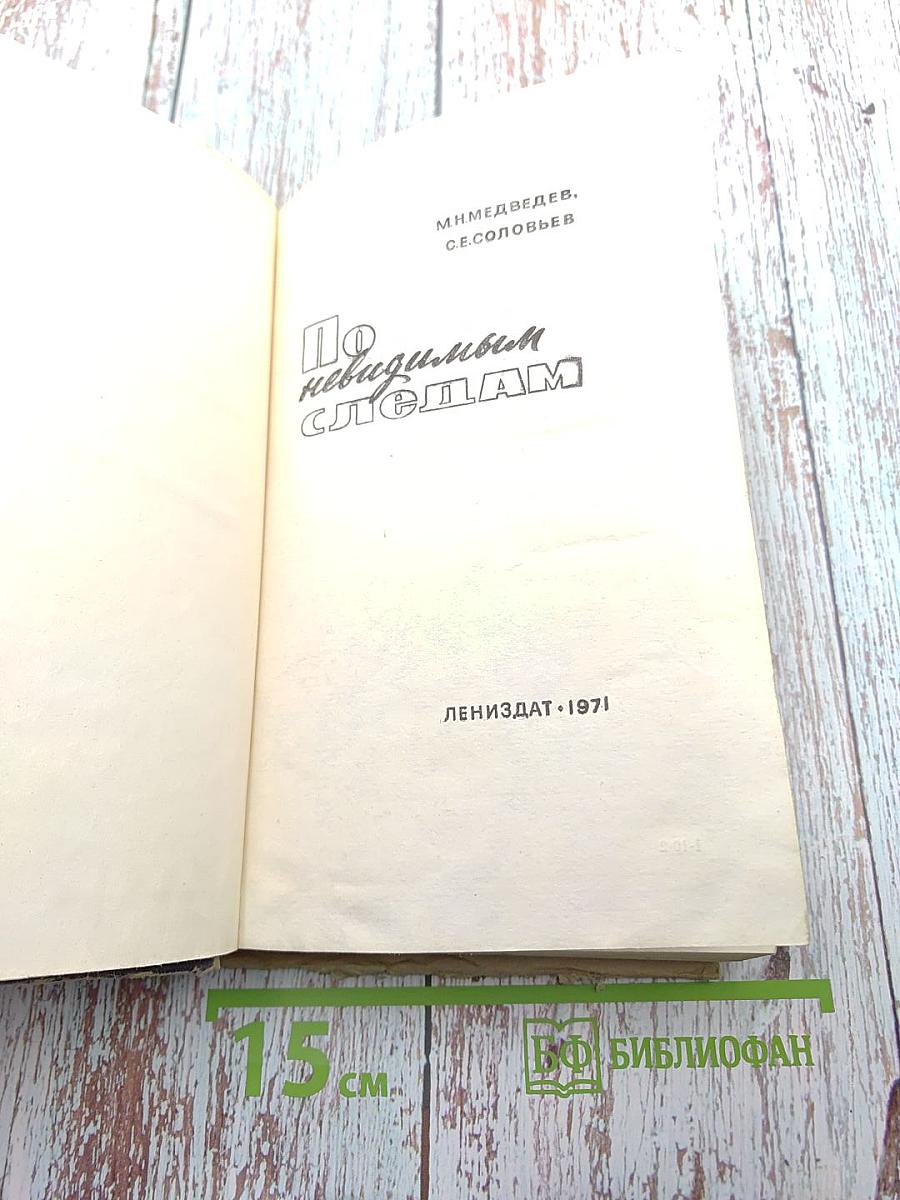 М.Н.МЕДВЕДЕВ,
С.Е.СОЛОВЬЕВ
По
невидимым
следам
ЛЕНИЗДАТ • 1971
15 см
БФ БИБЛИОФАН